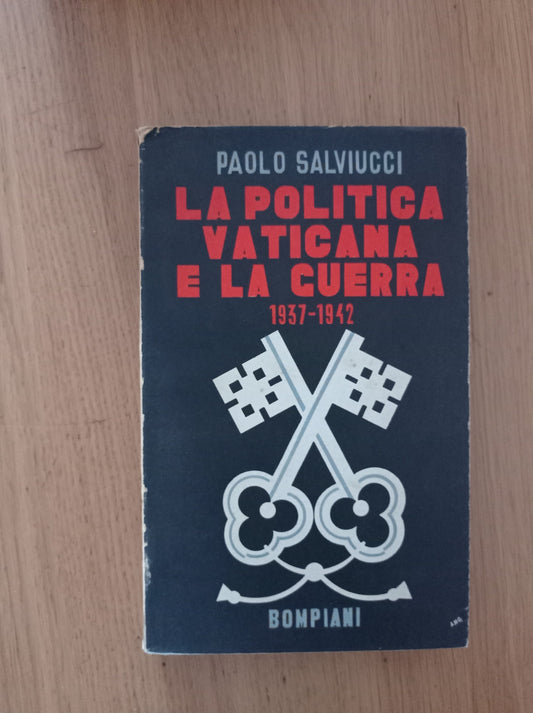 PAOLO SALVIUCCI
LA POLITICA
VATICANA
E LA GUERRA
1937-1942
BOMPIANI